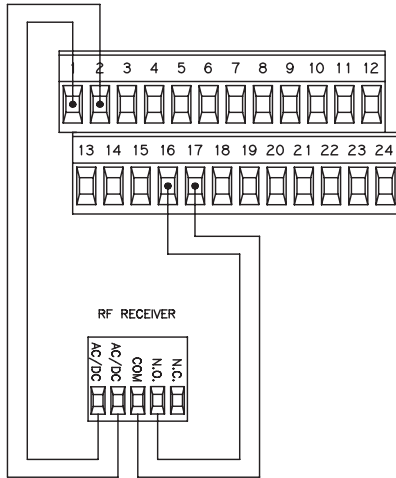 1 2 3 4 5 6 7 8 9 10 11 12
13 14 15 16 17 18 19 20 21 22 23 24
RF RECEIVER
AC/DC
AC/DC
COM
N.O.
N.C.